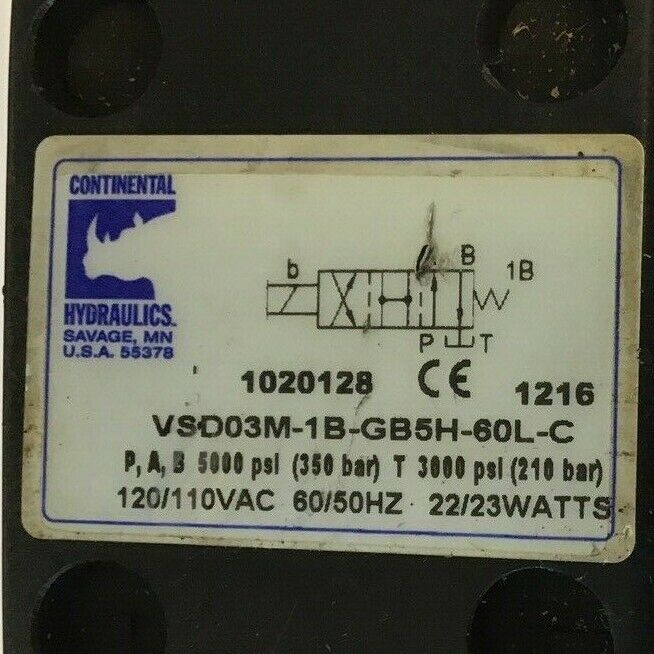 CONTINENTAL
HYDRAULICS
SAVAGE, MN
U.S.A. 55378
b
B
1B
P T
1020128 CE 1216
VSD03M-1B-GB5H-60L-C
P, A, B 5000 psi (350 bar) T 3000 psi (210 bar)
120/110VAC 60/50HZ 22/23WATTS